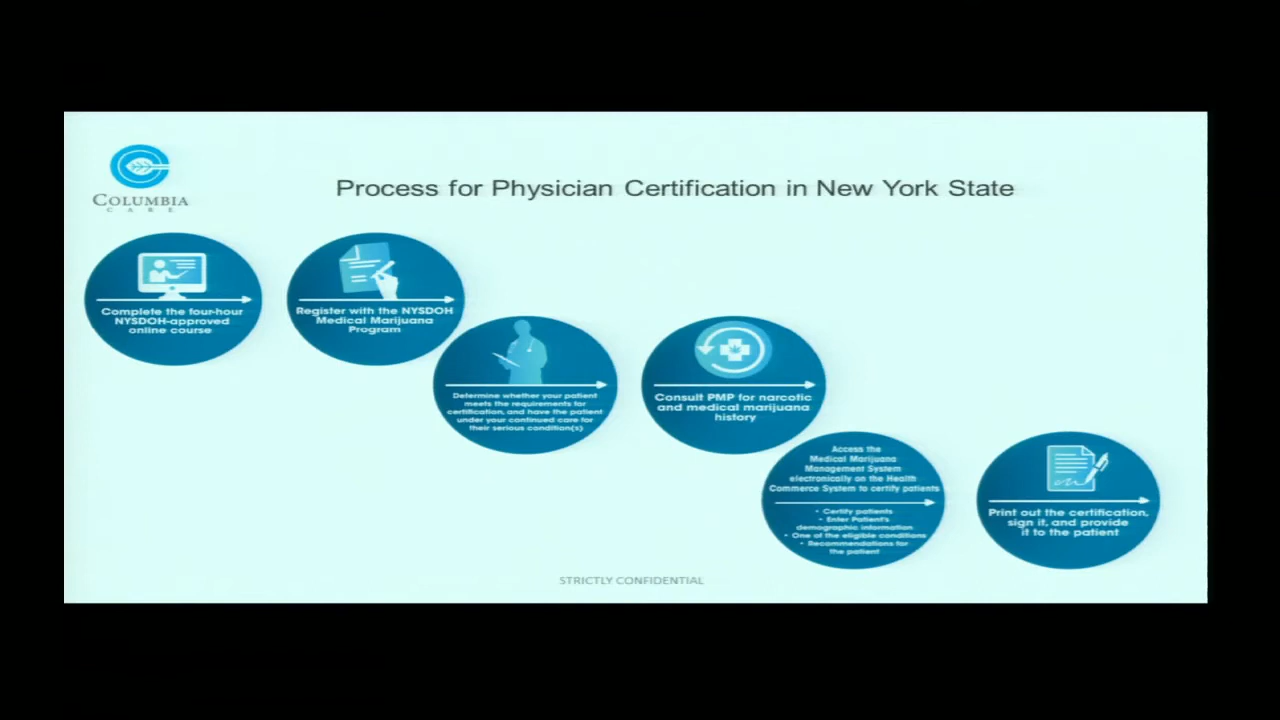 COLUMBIA
CARE
Process for Physician Certification in New York State
Complete the four-hour
NYSDOH-approved
online course
Register with the NYSDOH
Medical Marijuana
Program
Determine whether your patient
meets the requirements for
certification, and have the patient
under your continued care for
their serious condition(s)
Consult PMP for narcotic
and medical marijuana
history
Access the
Medical Marijuana
Management System
electronically on the Health
Commerce System to certify patients
• Certify patients
• Enter Patient's
demographic information
• One of the eligible conditions
• Recommendations for
the patient
Print out the certification,
sign it, and provide
it to the patient
STRICTLY CONFIDENTIAL